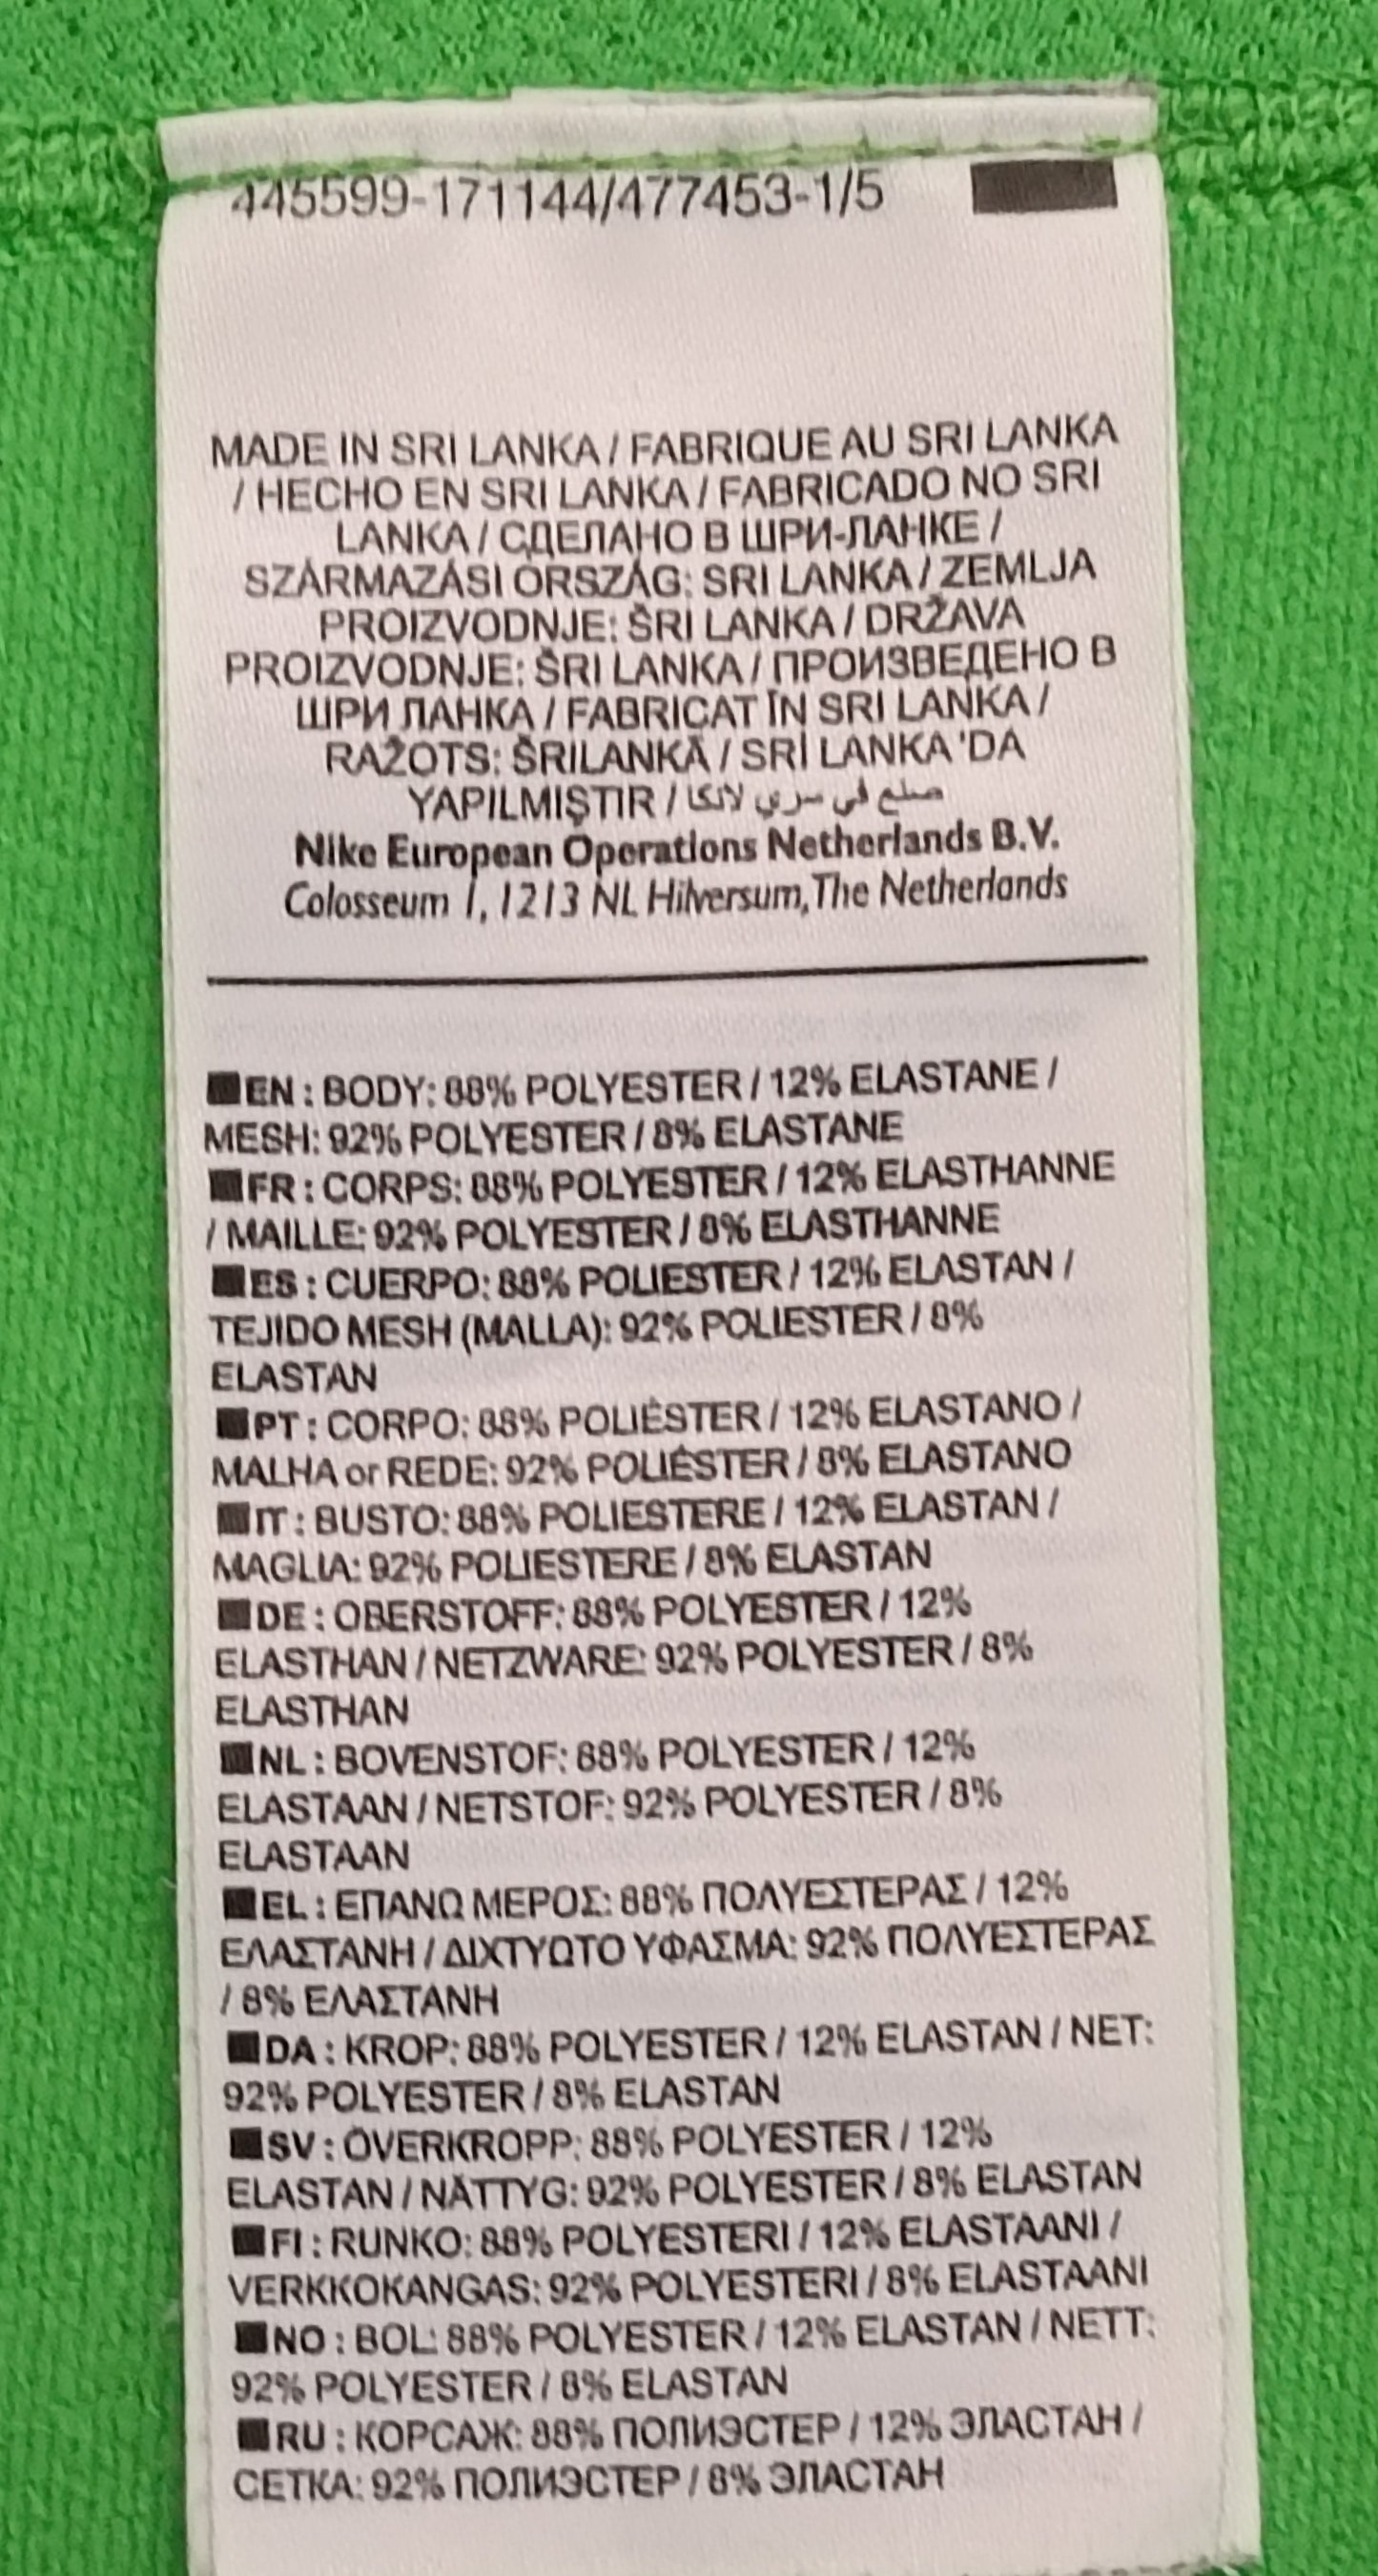 445599-171144/477453-1/5
MADE IN SRI LANKA / FABRIQUE AU SRI LANKA
/ HECHO EN SRI LANKA / FABRICADO NO SRI
LANKA / СДЕЛАНО В ШРИ-ЛАНКЕ /
SZÁRMAZÁSI ORSZÁG: SRI LANKA / ZEMLJA
PROIZVODNJE: ŠRI LANKA / DRŽAVA
PROIZVODNJE: ŠRI LANKA / ПРОИЗВЕДЕНО В
ШРИ ЛАНКА / FABRICAT ÎN SRI LANKA /
RAŽOTS: ŠRILANKĀ / SRİ LANKA 'DA
YAPILMIŞTIR / صنع في سري لانكا
Nike European Operations Netherlands B.V.
Colosseum 1, 1213 NL Hilversum, The Netherlands
EN : BODY: 88% POLYESTER / 12% ELASTANE /
MESH: 92% POLYESTER / 8% ELASTANE
FR : CORPS: 88% POLYESTER / 12% ELASTHANNE
/ MAILLE: 92% POLYESTER / 8% ELASTHANNE
ES : CUERPO: 88% POLIESTER / 12% ELASTAN /
TEJIDO MESH (MALLA): 92% POLIESTER / 8%
ELASTAN
PT : CORPO: 88% POLIÉSTER / 12% ELASTANO /
MALHA or REDE: 92% POLIÉSTER / 8% ELASTANO
IT : BUSTO: 88% POLIESTERE / 12% ELASTAN /
MAGLIA: 92% POLIESTERE / 8% ELASTAN
DE : OBERSTOFF: 88% POLYESTER / 12%
ELASTHAN / NETZWARE: 92% POLYESTER / 8%
ELASTHAN
NL : BOVENSTOF: 88% POLYESTER / 12%
ELASTAAN / NETSTOF: 92% POLYESTER / 8%
ELASTAAN
EL : ΕΠΑΝΩ ΜΕΡΟΣ: 88% ΠΟΛΥΕΣΤΕΡΑΣ / 12%
ΕΛΑΣΤΑΝΗ / ΔΙΧΤΥΩΤΟ ΥΦΑΣΜΑ: 92% ΠΟΛΥΕΣΤΕΡΑΣ
/ 8% ΕΛΑΣΤΑΝΗ
DA : KROP: 88% POLYESTER / 12% ELASTAN / NET:
92% POLYESTER / 8% ELASTAN
SV : ÖVERKROPP: 88% POLYESTER / 12%
ELASTAN / NÄTTYG: 92% POLYESTER / 8% ELASTAN
FI : RUNKO: 88% POLYESTERI / 12% ELASTAANI /
VERKKOKANGAS: 92% POLYESTERI / 8% ELASTAANI
NO : BOL: 88% POLYESTER / 12% ELASTAN / NETT:
92% POLYESTER / 8% ELASTAN
RU : КОРСАЖ: 88% ПОЛИЭСТЕР / 12% ЭЛАСТАН /
СЕТКА: 92% ПОЛИЭСТЕР / 8% ЭЛАСТАН